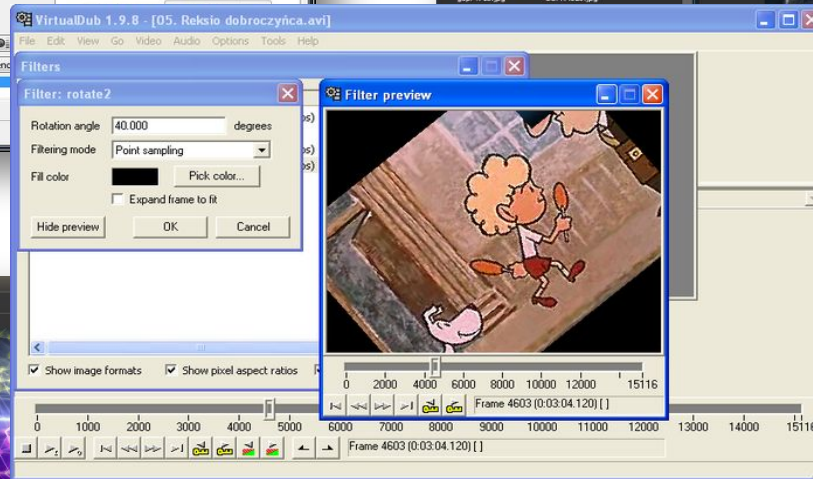 VirtualDub 1.9.8 - [05. Reksio dobroczyńca.avi]
File Edit View Go Video Audio Options Tools Help
Filters
Filter: rotate2
Filter preview
Rotation angle 40.000 degrees
Filtering mode Point sampling
Fill color Pick color...
Expand frame to fit
Hide preview OK Cancel
Show image formats Show pixel aspect ratios
0 2000 4000 6000 8000 10000 12000 15116
Frame 4603 (0:03:04.120) [ ]
0 1000 2000 3000 4000 5000 6000 7000 8000 9000 10000 11000 12000 13000 14000 15116
Frame 4603 (0:03:04.120) [ ]